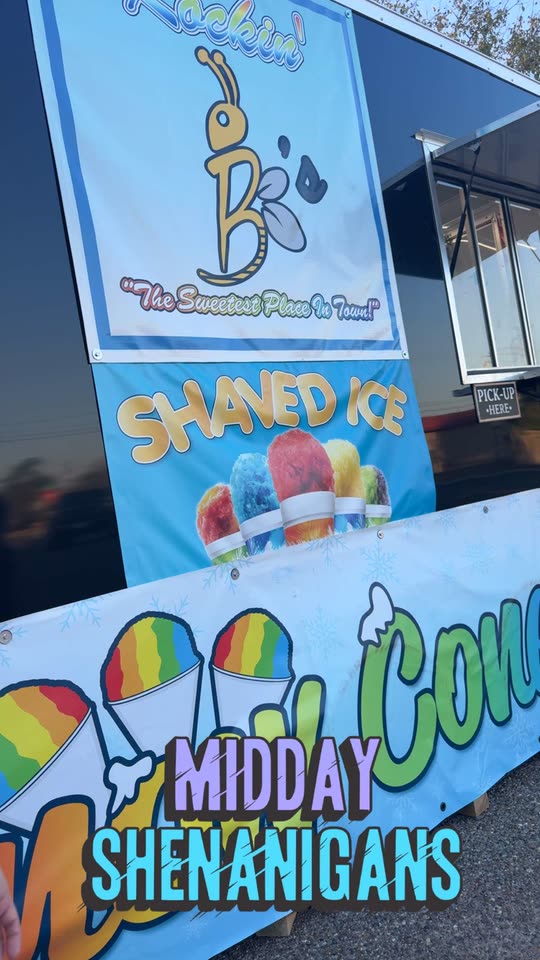 Rockin'
B's
"The Sweetest Place In Town!"
SHAVED ICE
PICK-UP
•HERE•
MIDDAY
SHENANIGANS